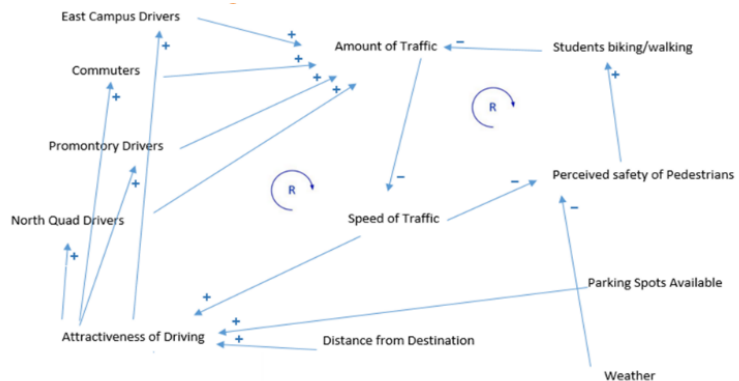 East Campus Drivers
+
+
Amount of Traffic
−
Students biking/walking
+
Commuters
+
+
+
+
+
R
Promontory Drivers
+
−
−
Perceived safety of Pedestrians
−
R
North Quad Drivers
Speed of Traffic
+
+
Parking Spots Available
+
Attractiveness of Driving
+
Distance from Destination
Weather